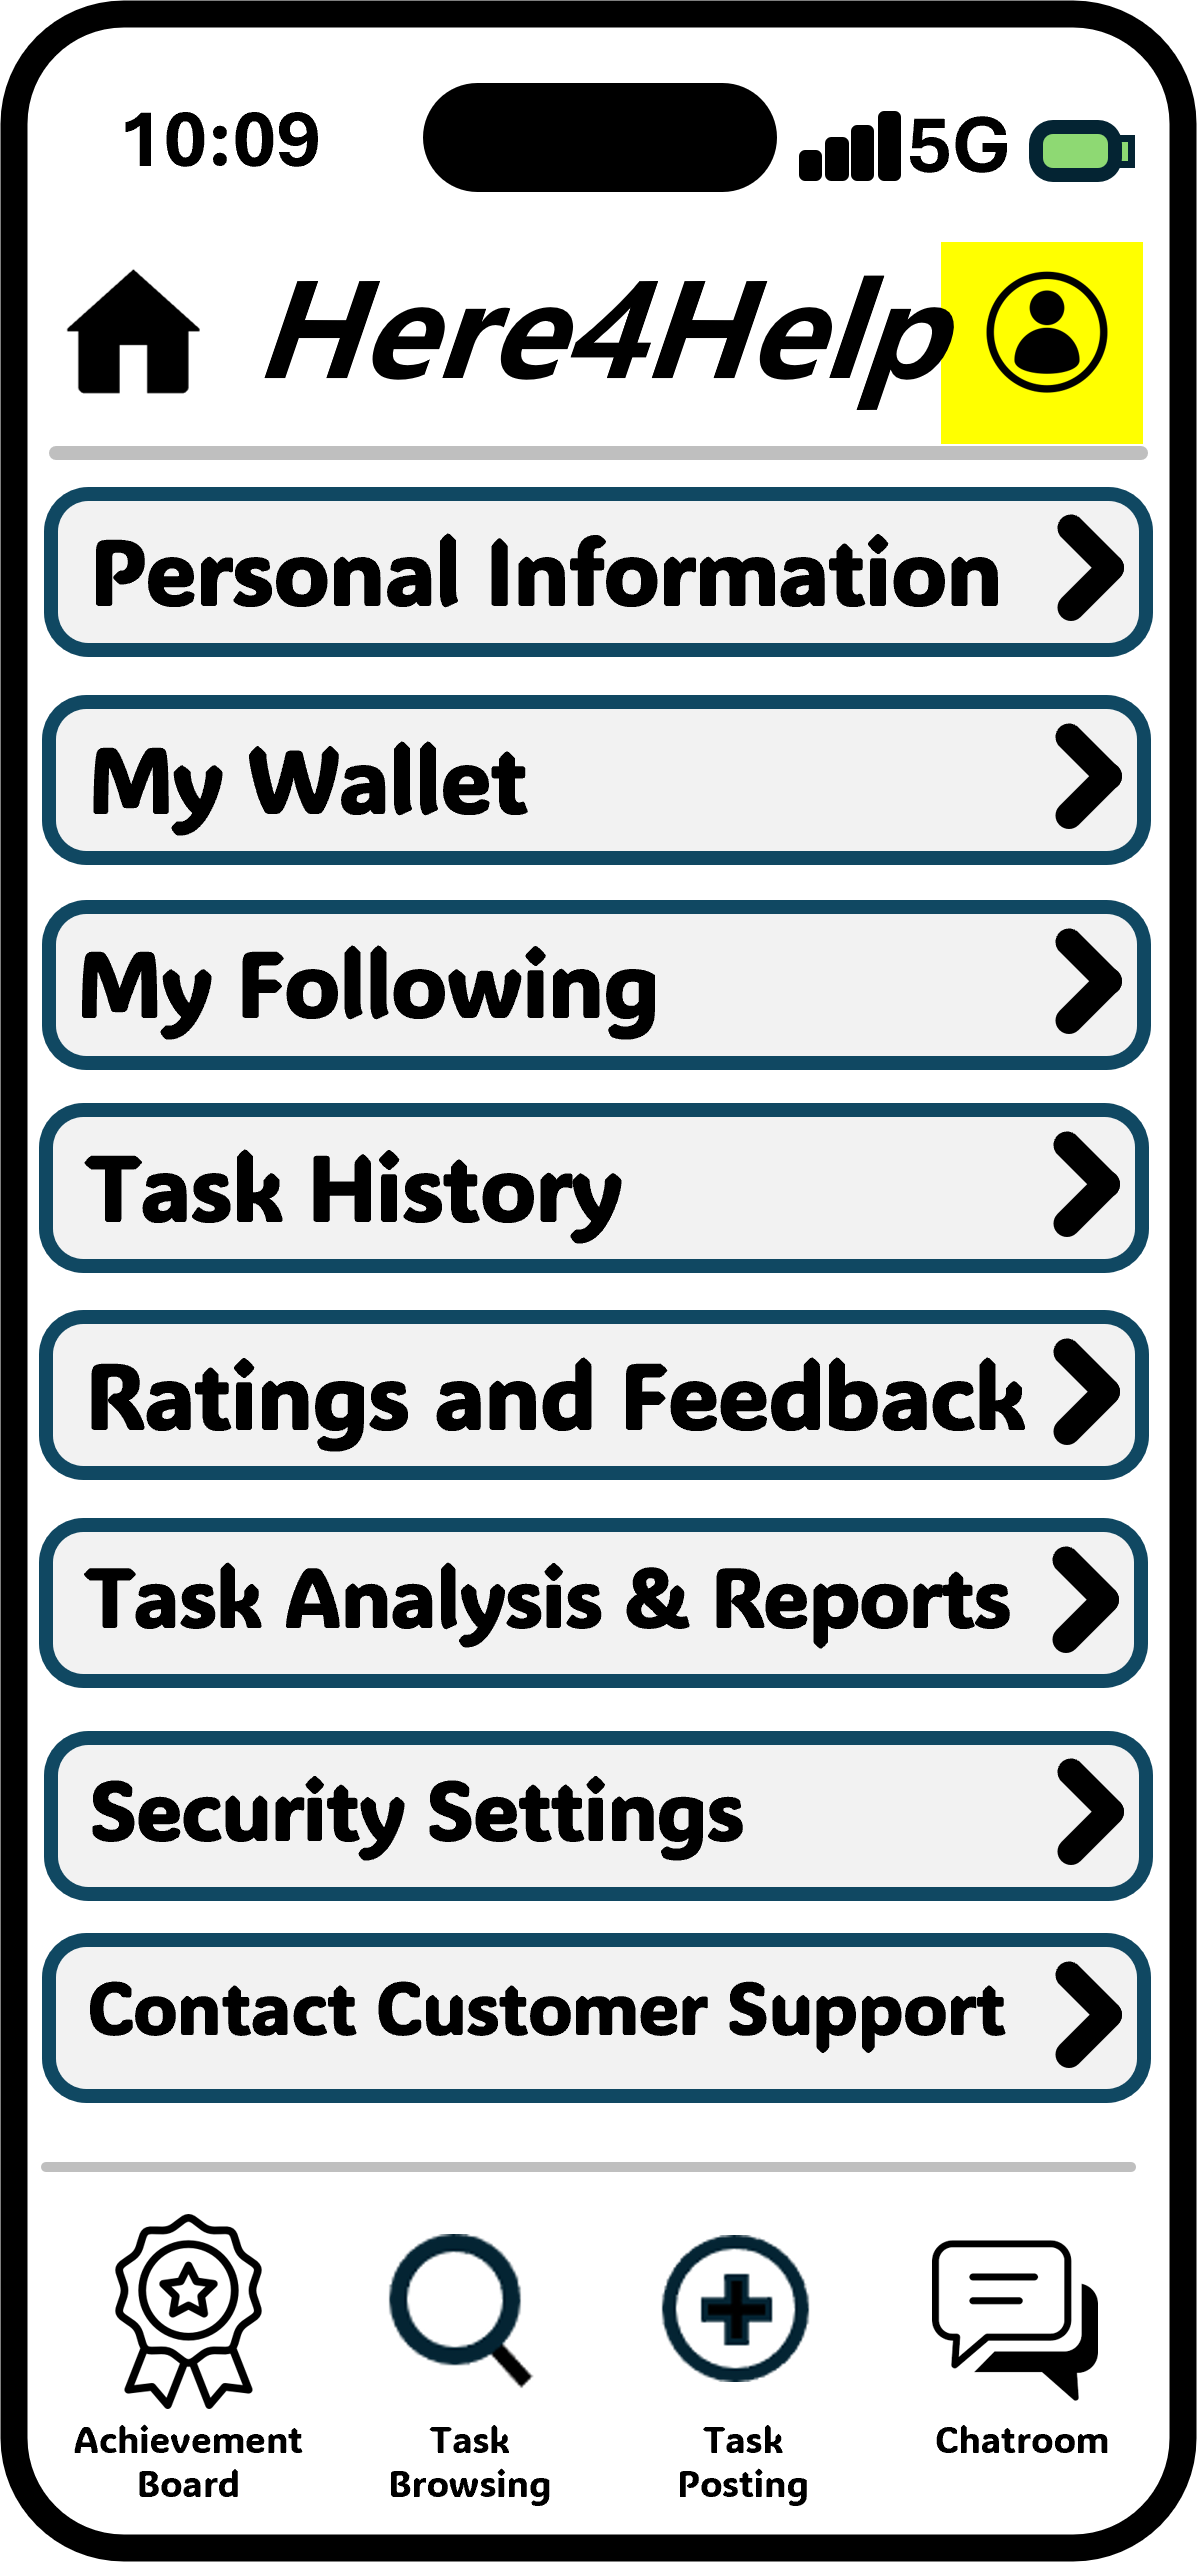 10:09 5G
Here4Help
Personal Information
My Wallet
My Following
Task History
Ratings and Feedback
Task Analysis & Reports
Security Settings
Contact Customer Support
Achievement
Board
Task
Browsing
Task
Posting
Chatroom